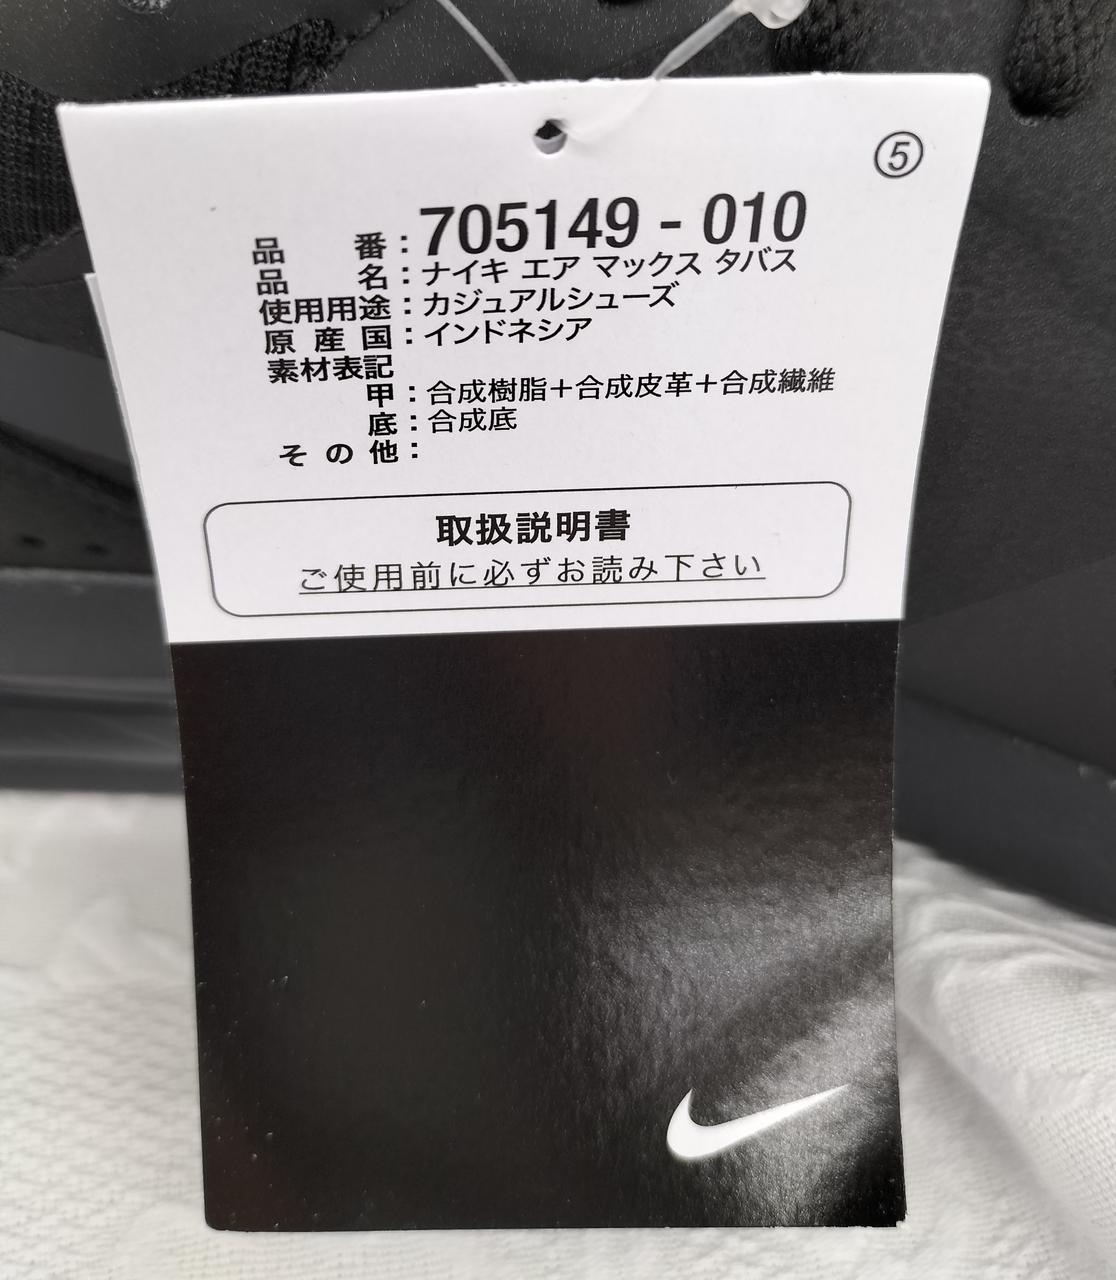 ⑤
品番：705149-010
品名：ナイキ エア マックス タバス
使用用途：カジュアルシューズ
原産国：インドネシア
素材表記
甲：合成樹脂＋合成皮革＋合成繊維
底：合成底
その他：
取扱説明書
ご使用前に必ずお読み下さい